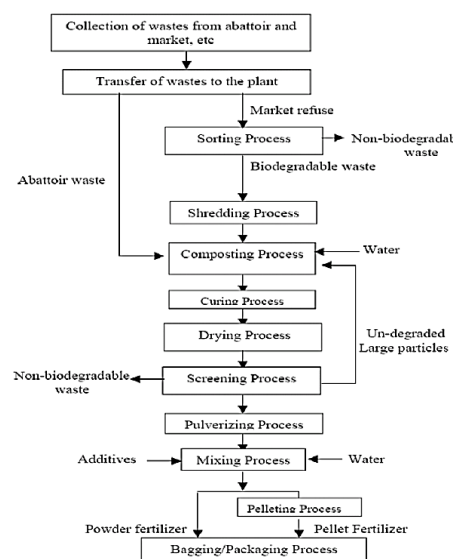 Collection of wastes from abattoir and
market, etc
Transfer of wastes to the plant
Market refuse
Sorting Process
Non-biodegradab
waste
Biodegradable waste
Abattoir waste
Shredding Process
Composting Process
Water
Curing Process
Drying Process
Un-degraded
Large particles
Non-biodegradable
waste
Screening Process
Pulverizing Process
Additives
Mixing Process
Water
Pelleting Process
Powder fertilizer
Pellet Fertilizer
Bagging/Packaging Process